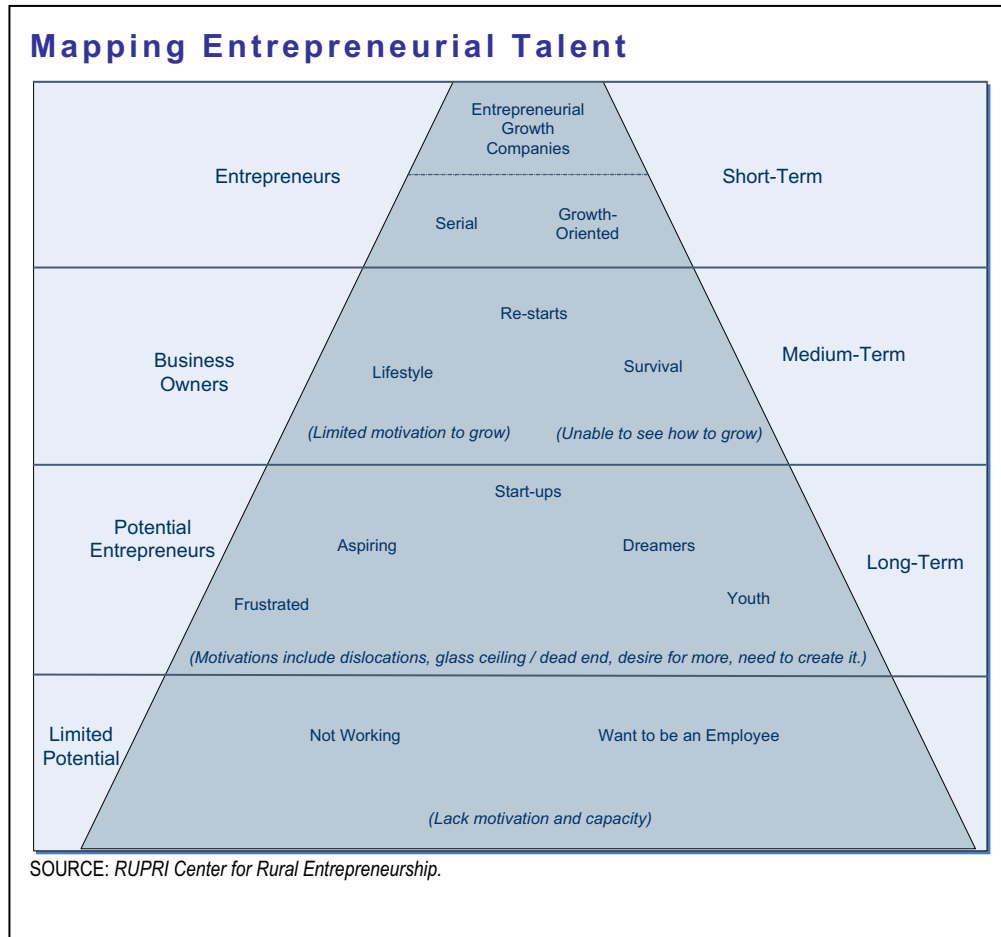 Mapping Entrepreneurial Talent
Entrepreneurial
Growth
Companies
Entrepreneurs
Short-Term
Serial
Growth-
Oriented
Re-starts
Business
Owners
Medium-Term
Lifestyle
Survival
(Limited motivation to grow)
(Unable to see how to grow)
Start-ups
Potential
Entrepreneurs
Aspiring
Dreamers
Long-Term
Frustrated
Youth
(Motivations include dislocations, glass ceiling / dead end, desire for more, need to create it.)
Limited
Potential
Not Working
Want to be an Employee
(Lack motivation and capacity)
SOURCE: RUPRI Center for Rural Entrepreneurship.